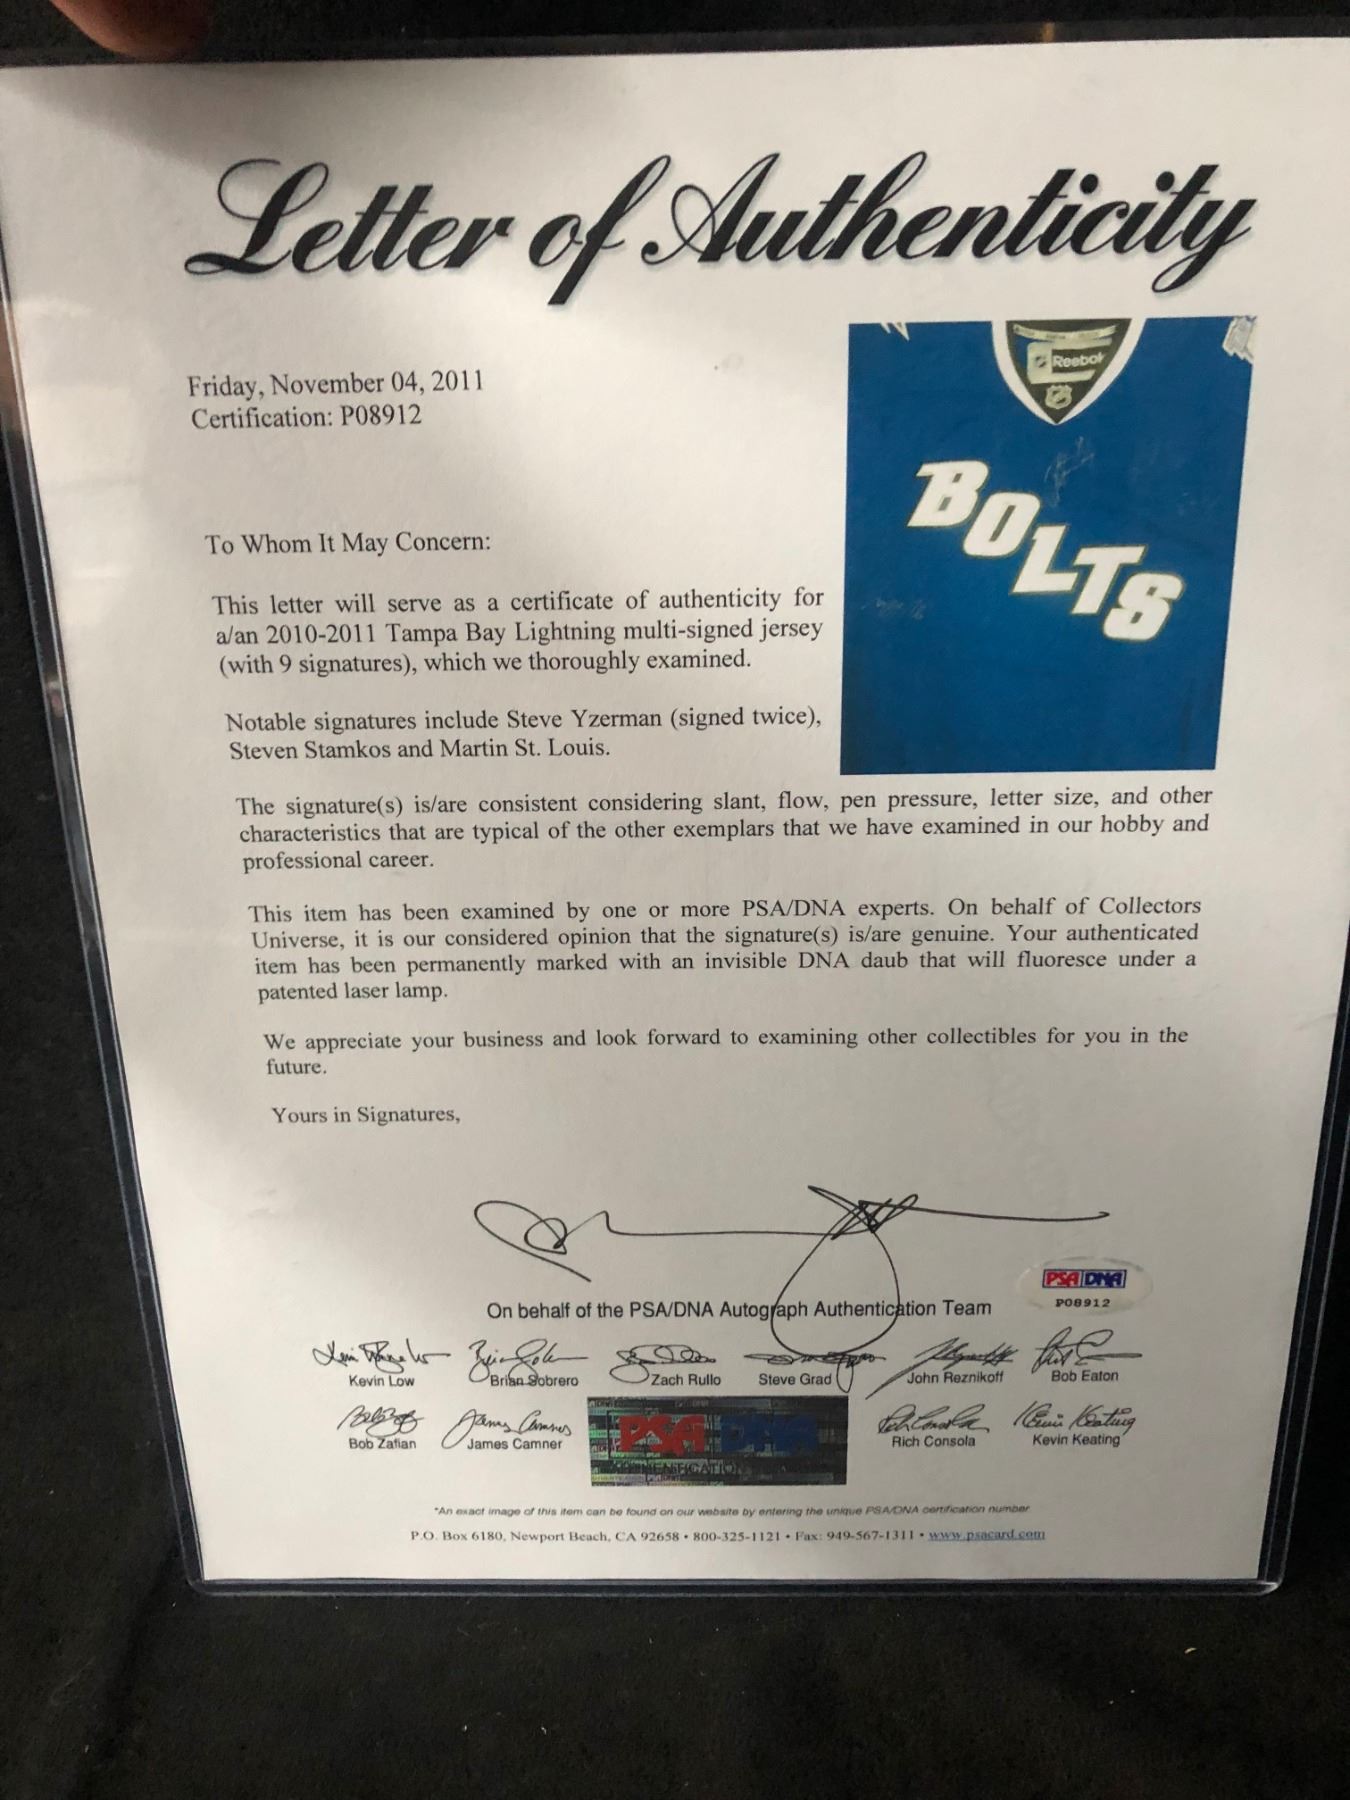 Letter of Authenticity
Friday, November 04, 2011
Certification: P08912
Reebok
BOLTS
To Whom It May Concern:
This letter will serve as a certificate of authenticity for
a/an 2010-2011 Tampa Bay Lightning multi-signed jersey
(with 9 signatures), which we thoroughly examined.
Notable signatures include Steve Yzerman (signed twice),
Steven Stamkos and Martin St. Louis.
The signature(s) is/are consistent considering slant, flow, pen pressure, letter size, and other
characteristics that are typical of the other exemplars that we have examined in our hobby and
professional career.
This item has been examined by one or more PSA/DNA experts. On behalf of Collectors
Universe, it is our considered opinion that the signature(s) is/are genuine. Your authenticated
item has been permanently marked with an invisible DNA daub that will fluoresce under a
patented laser lamp.
We appreciate your business and look forward to examining other collectibles for you in the
future.
Yours in Signatures,
PSA DNA
P08912
On behalf of the PSA/DNA Autograph Authentication Team
Kevin Low Brian Sobrero Zach Rullo Steve Grad John Reznikoff Bob Eaton
Bob Zafian James Camner PSA DNA Rich Consola Kevin Keating
*An exact image of this item can be found on our website by entering the unique PSA/DNA certification number
P.O. Box 6180, Newport Beach, CA 92658 • 800-325-1121 • Fax: 949-567-1311 • www.psacard.com